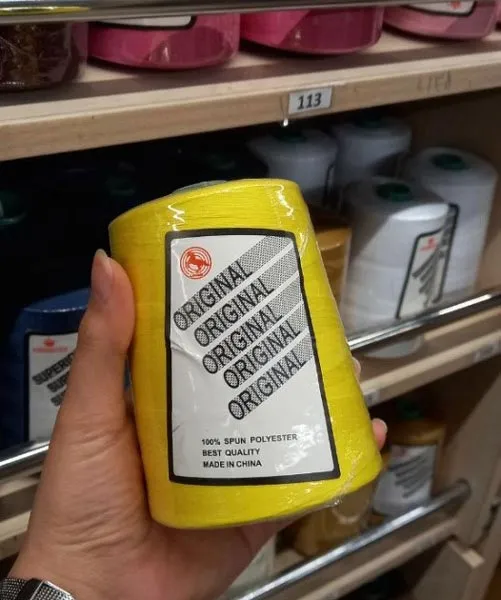 113
ORIGINAL
ORIGINAL
ORIGINAL
ORIGINAL
ORIGINAL
100% SPUN POLYESTER
BEST QUALITY
MADE IN CHINA